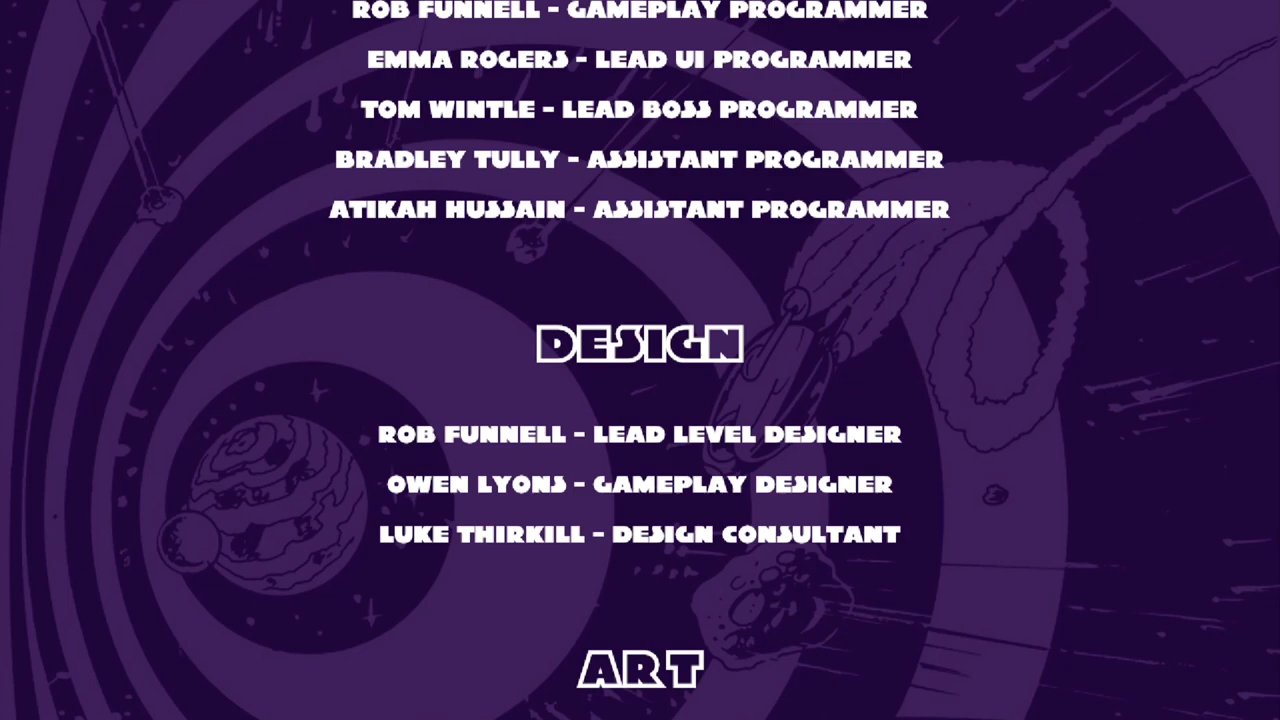 ROB FUNNELL - GAMEPLAY PROGRAMMER
EMMA ROGERS - LEAD UI PROGRAMMER
TOM WINTLE - LEAD BOSS PROGRAMMER
BRADLEY TULLY - ASSISTANT PROGRAMMER
ATIKAH HUSSAIN - ASSISTANT PROGRAMMER
DESIGN
ROB FUNNELL - LEAD LEVEL DESIGNER
OWEN LYONS - GAMEPLAY DESIGNER
LUKE THIRKILL - DESIGN CONSULTANT
ART